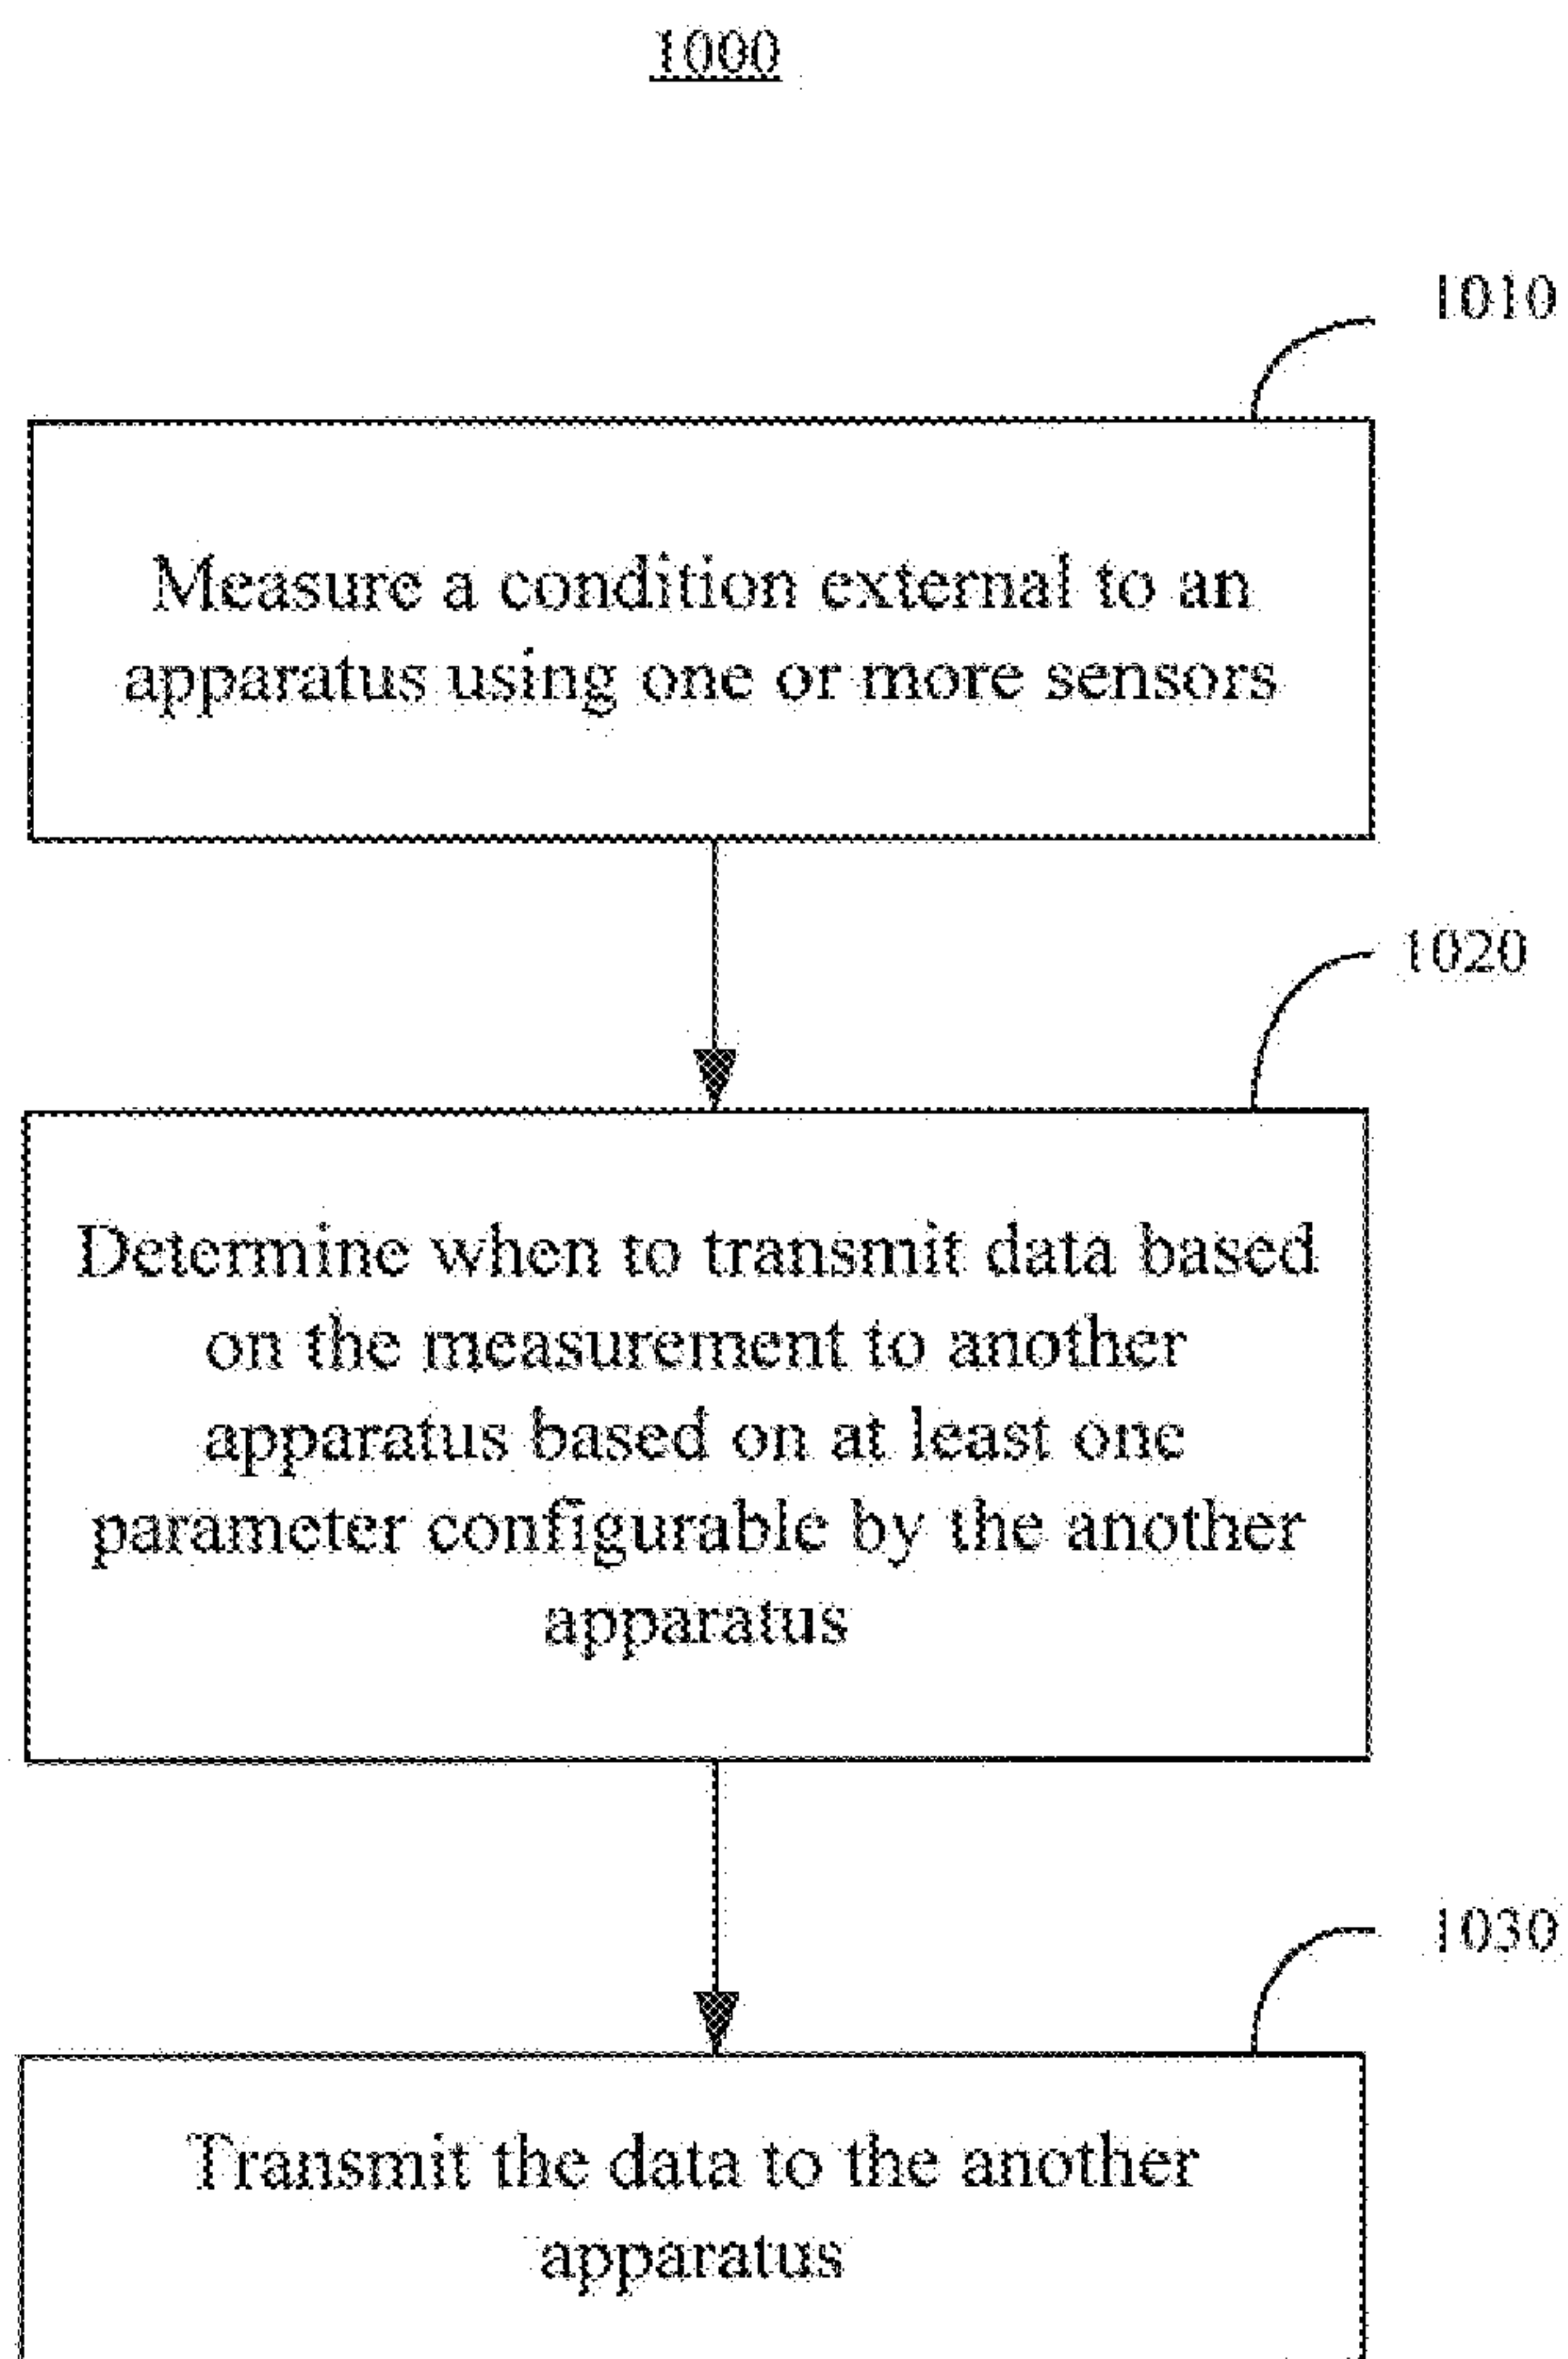 1000
1010
Measure a condition external to an
apparatus using one or more sensors
1020
Determine when to transmit data based
on the measurement to another
apparatus based on at least one
parameter configurable by the another
apparatus
1030
Transmit the data to the another
apparatus